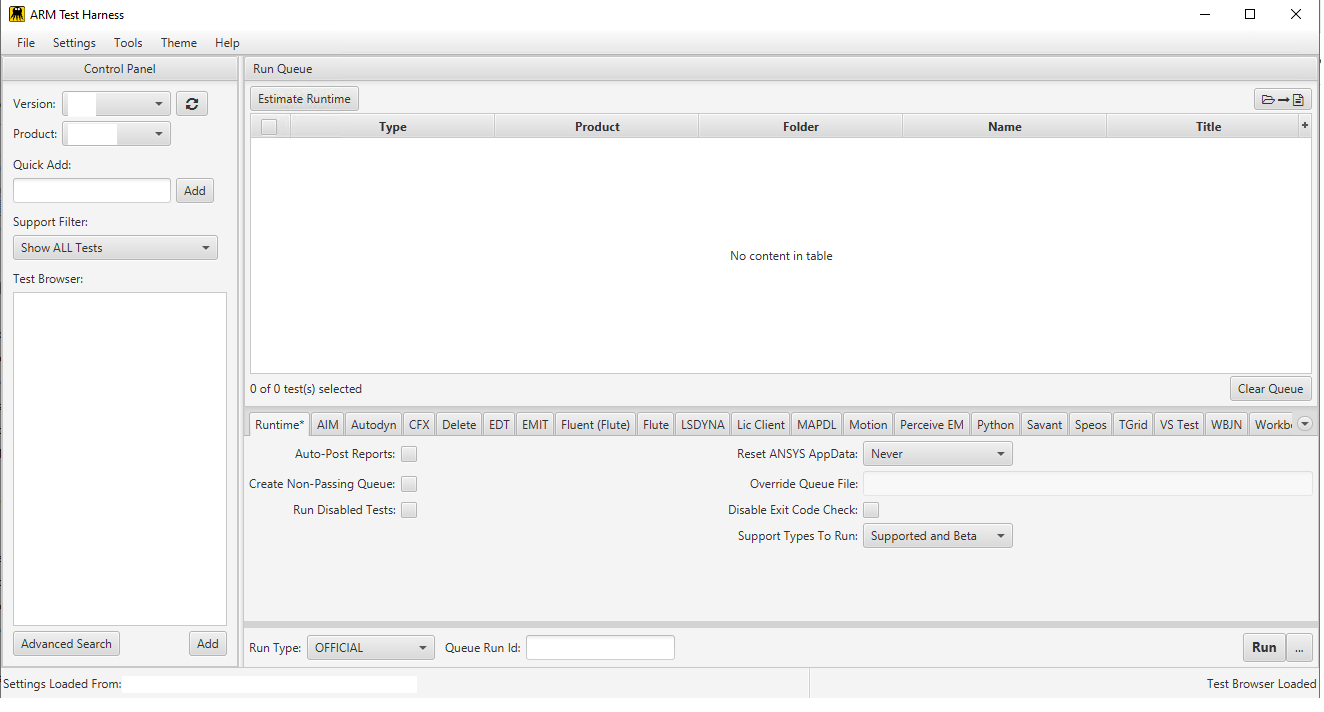 ARM Test Harness
File Settings Tools Theme Help
Control Panel
Version:
Product:
Quick Add:
Add
Support Filter:
Show ALL Tests
Test Browser:
Advanced Search Add
Run Queue
Estimate Runtime
Type Product Folder Name Title +
No content in table
0 of 0 test(s) selected Clear Queue
Runtime* AIM Autodyn CFX Delete EDT EMIT Fluent (Flute) Flute LSDYNA Lic Client MAPDL Motion Perceive EM Python Savant Speos TGrid VS Test WBJN Workb
Auto-Post Reports: Reset ANSYS AppData: Never
Create Non-Passing Queue: Override Queue File:
Run Disabled Tests: Disable Exit Code Check:
Support Types To Run: Supported and Beta
Run Type: OFFICIAL Queue Run Id: Run ...
Settings Loaded From: Test Browser Loaded